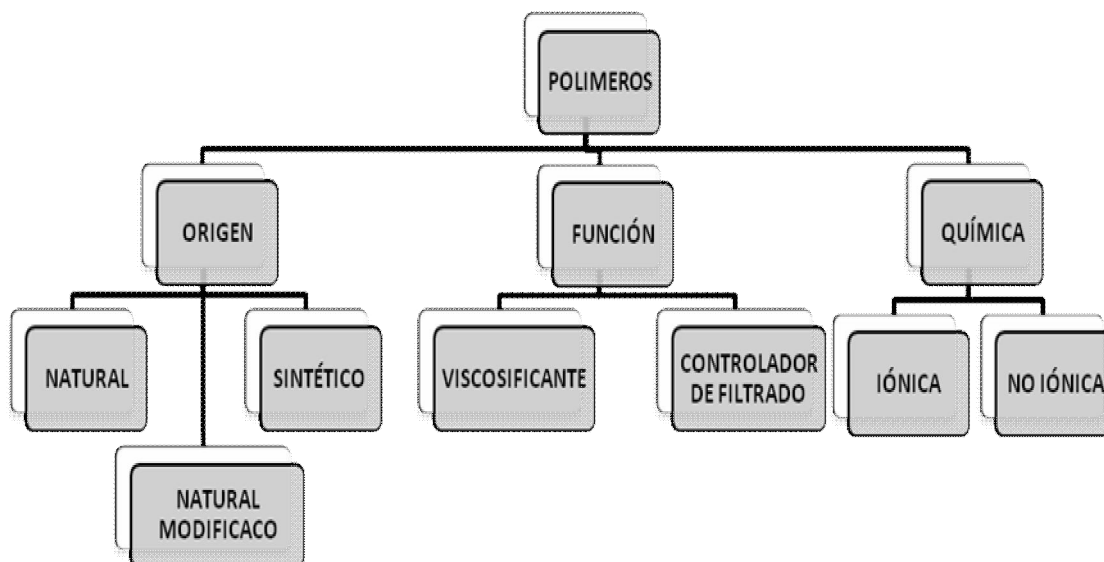 POLIMEROS
ORIGEN
FUNCIÓN
QUÍMICA
NATURAL
SINTÉTICO
VISCOSIFICANTE
CONTROLADOR
DE FILTRADO
IÓNICA
NO IÓNICA
NATURAL
MODIFICACO